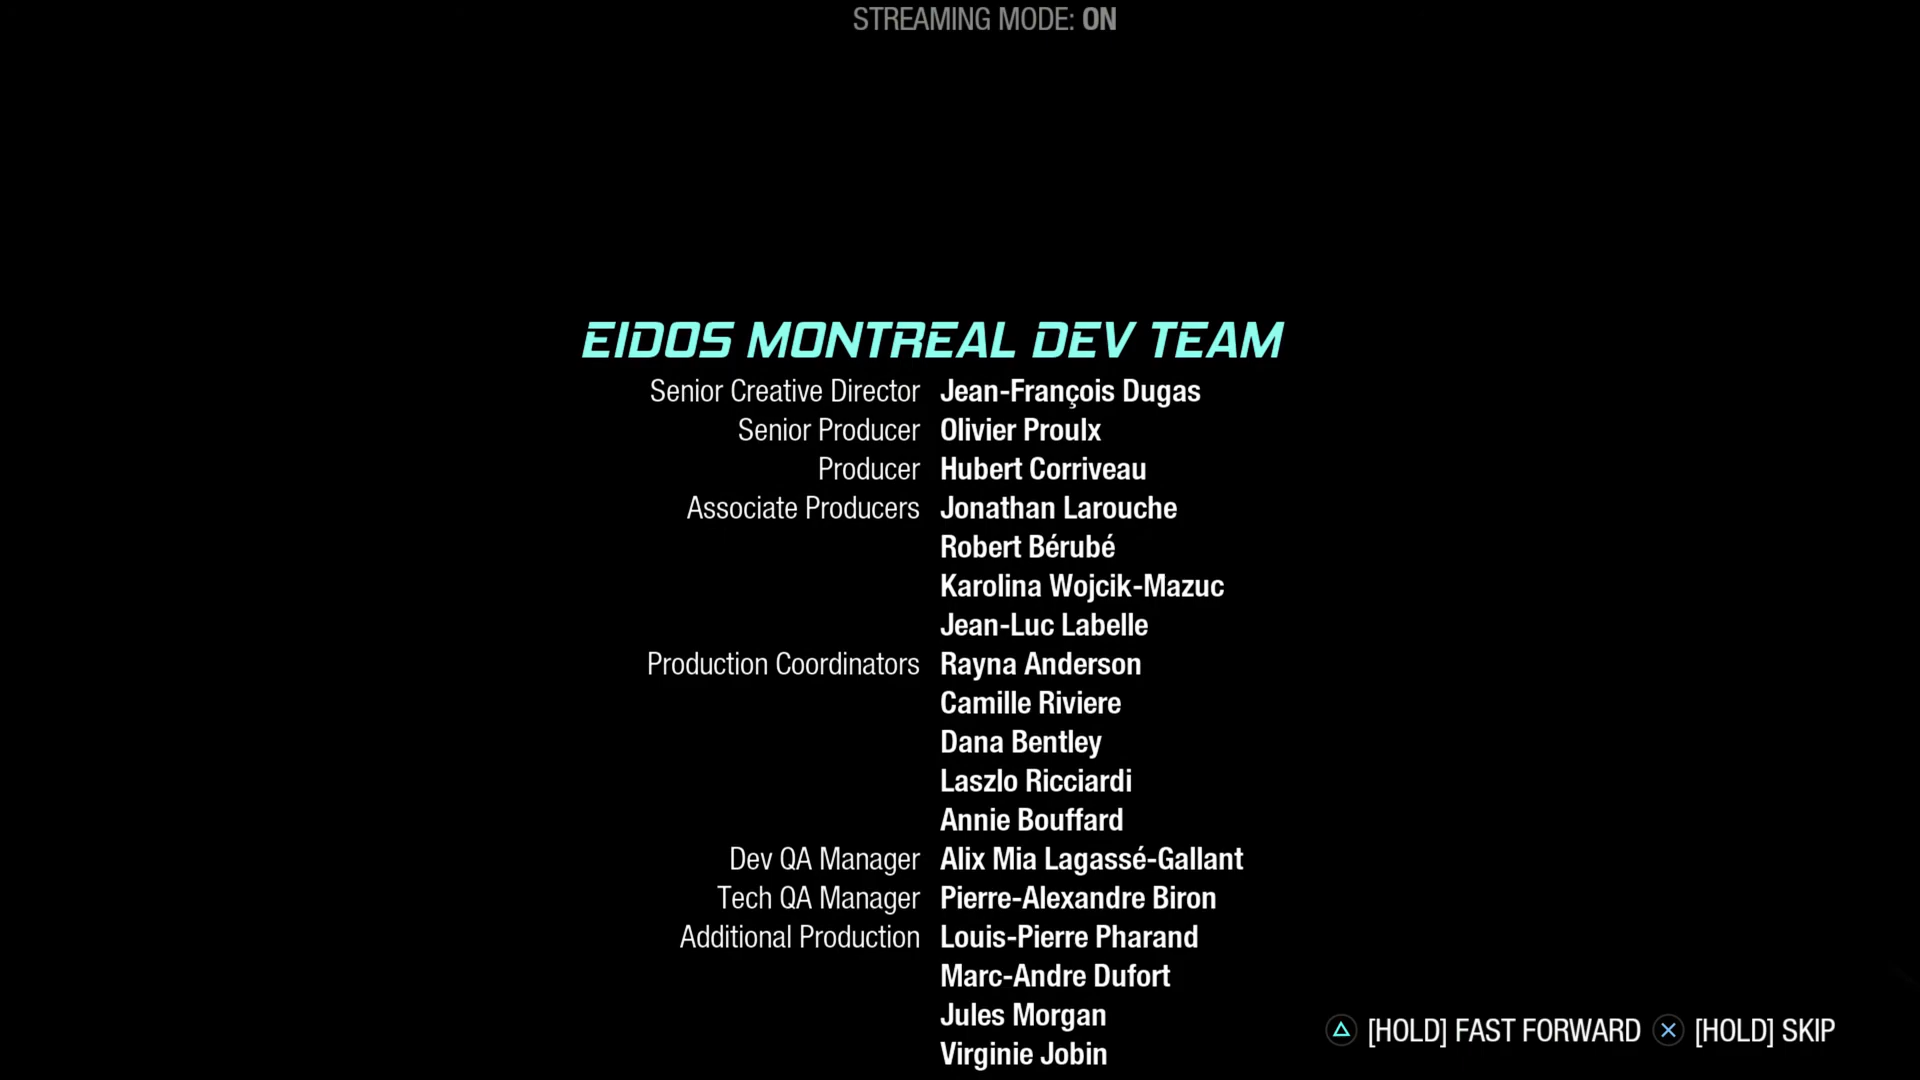 STREAMING MODE: ON
EIDOS MONTREAL DEV TEAM
Senior Creative Director Jean-François Dugas
Senior Producer Olivier Proulx
Producer Hubert Corriveau
Associate Producers Jonathan Larouche
Robert Bérubé
Karolina Wojcik-Mazuc
Jean-Luc Labelle
Production Coordinators Rayna Anderson
Camille Riviere
Dana Bentley
Laszlo Ricciardi
Annie Bouffard
Dev QA Manager Alix Mia Lagassé-Gallant
Tech QA Manager Pierre-Alexandre Biron
Additional Production Louis-Pierre Pharand
Marc-Andre Dufort
Jules Morgan
Virginie Jobin
[HOLD] FAST FORWARD [HOLD] SKIP